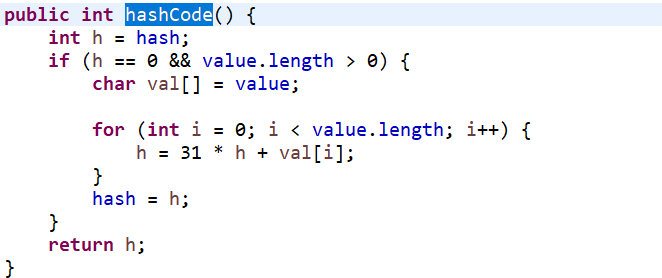 public int hashCode() {
    int h = hash;
    if (h == 0 && value.length > 0) {
        char val[] = value;

        for (int i = 0; i < value.length; i++) {
            h = 31 * h + val[i];
        }
        hash = h;
    }
    return h;
}